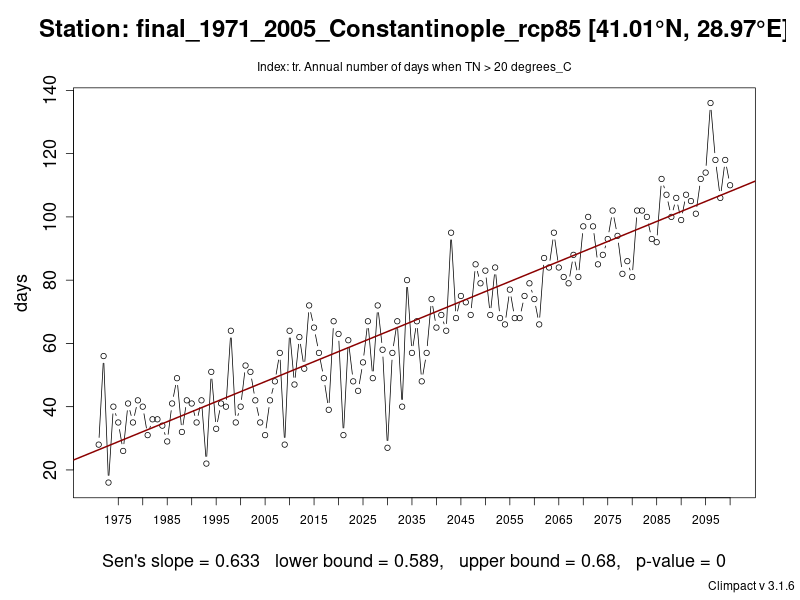 Station: final_1971_2005_Constantinople_rcp85 [41.01°N, 28.97°E]
Index: tr. Annual number of days when TN > 20 degrees_C
140
120
100
80
60
40
20
days
1975 1985 1995 2005 2015 2025 2035 2045 2055 2065 2075 2085 2095
Sen's slope = 0.633 lower bound = 0.589, upper bound = 0.68, p-value = 0
Climpact v 3.1.6